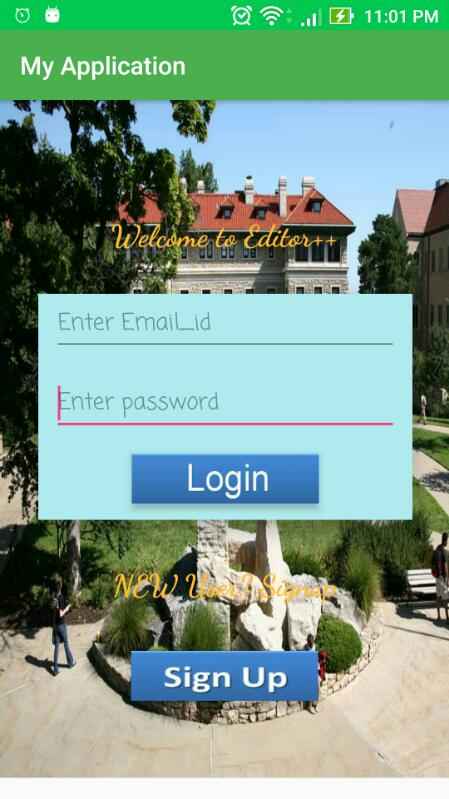 11:01 PM
My Application
Welcome to Editor++
Enter Email_id
Enter password
Login
NEW User? Signup
Sign Up